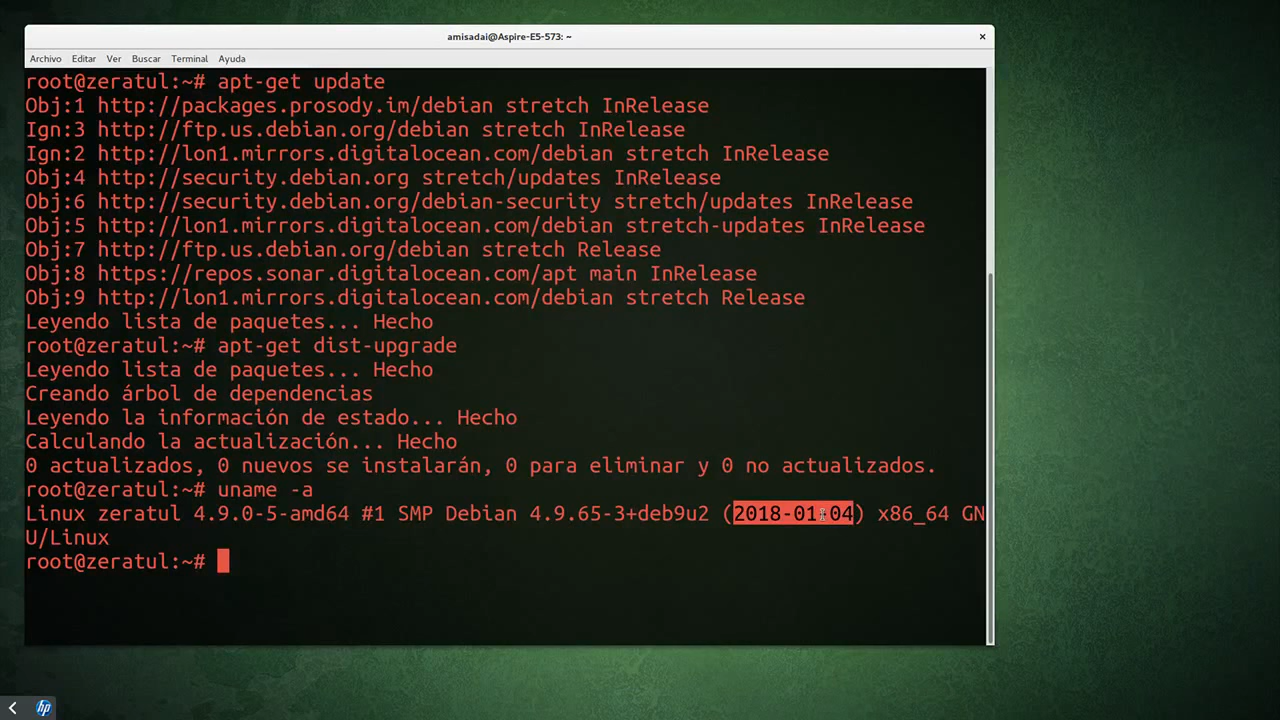 amisadai@Aspire-E5-573: ~
Archivo Editar Ver Buscar Terminal Ayuda
root@zeratul:~# apt-get update
Obj:1 http://packages.prosody.im/debian stretch InRelease
Ign:3 http://ftp.us.debian.org/debian stretch InRelease
Ign:2 http://lon1.mirrors.digitalocean.com/debian stretch InRelease
Obj:4 http://security.debian.org stretch/updates InRelease
Obj:6 http://security.debian.org/debian-security stretch/updates InRelease
Obj:5 http://lon1.mirrors.digitalocean.com/debian stretch-updates InRelease
Obj:7 http://ftp.us.debian.org/debian stretch Release
Obj:8 https://repos.sonar.digitalocean.com/apt main InRelease
Obj:9 http://lon1.mirrors.digitalocean.com/debian stretch Release
Leyendo lista de paquetes... Hecho
root@zeratul:~# apt-get dist-upgrade
Leyendo lista de paquetes... Hecho
Creando árbol de dependencias
Leyendo la información de estado... Hecho
Calculando la actualización... Hecho
0 actualizados, 0 nuevos se instalarán, 0 para eliminar y 0 no actualizados.
root@zeratul:~# uname -a
Linux zeratul 4.9.0-5-amd64 #1 SMP Debian 4.9.65-3+deb9u2 (2018-01-04) x86_64 GN
U/Linux
root@zeratul:~#
hp